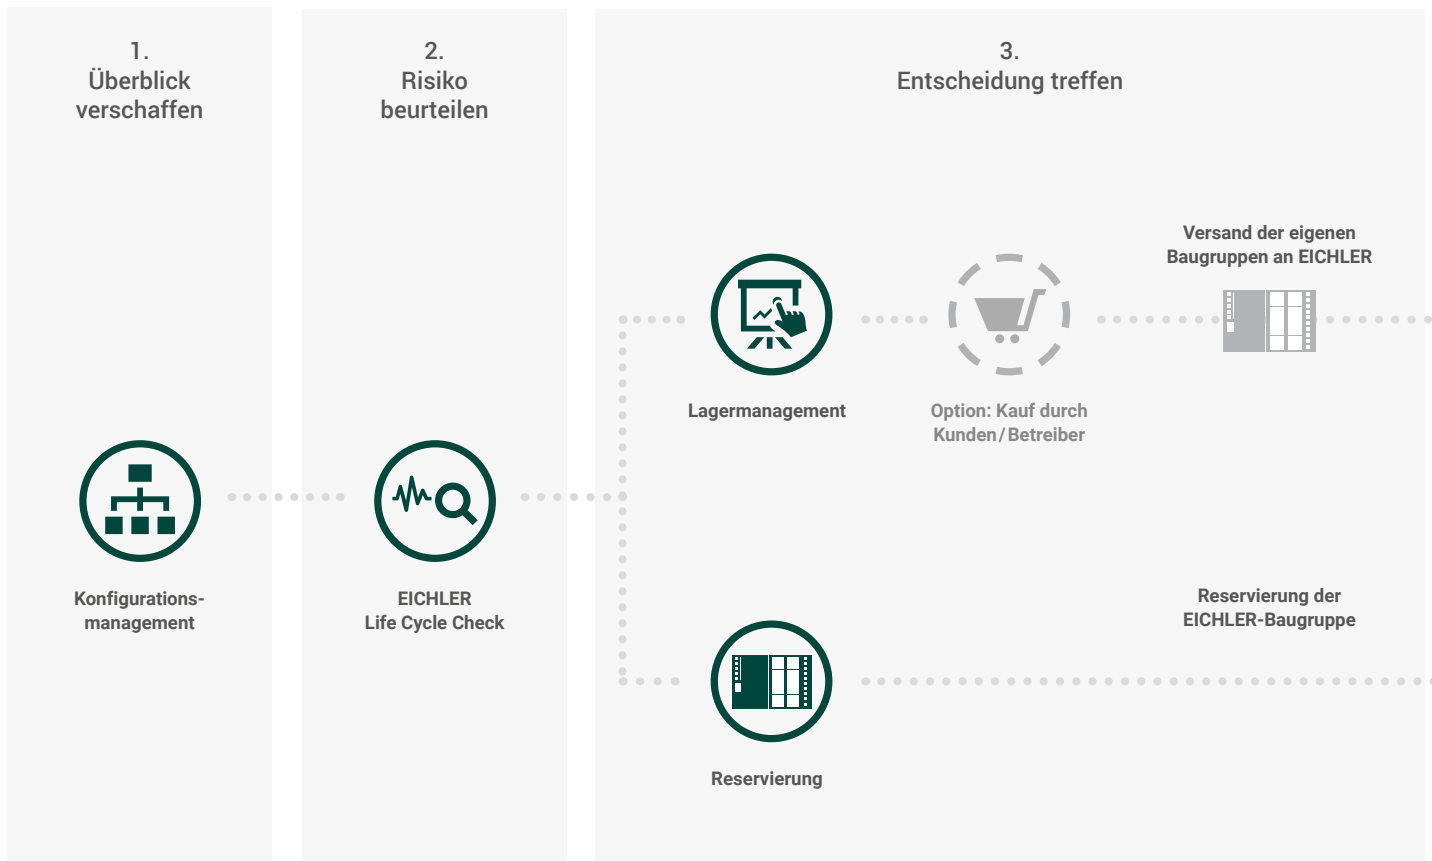 1.
Überblick
verschaffen
2.
Risiko
beurteilen
3.
Entscheidung treffen
Versand der eigenen
Baugruppen an EICHLER
Lagermanagement
Option: Kauf durch
Kunden/Betreiber
Konfigurations-
management
EICHLER
Life Cycle Check
Reservierung der
EICHLER-Baugruppe
Reservierung